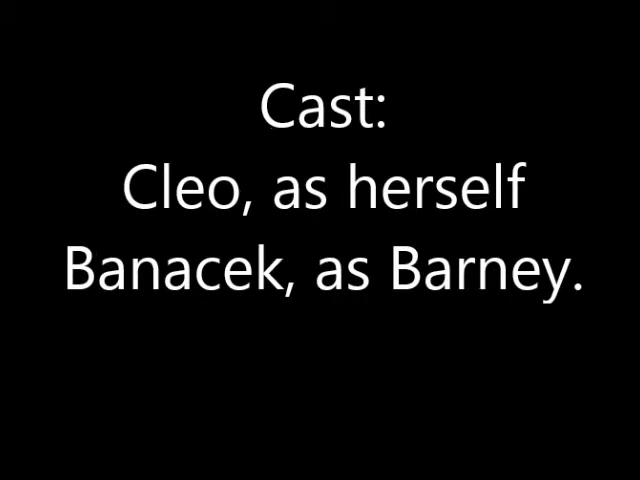 Cast:
Cleo, as herself
Banacek, as Barney.